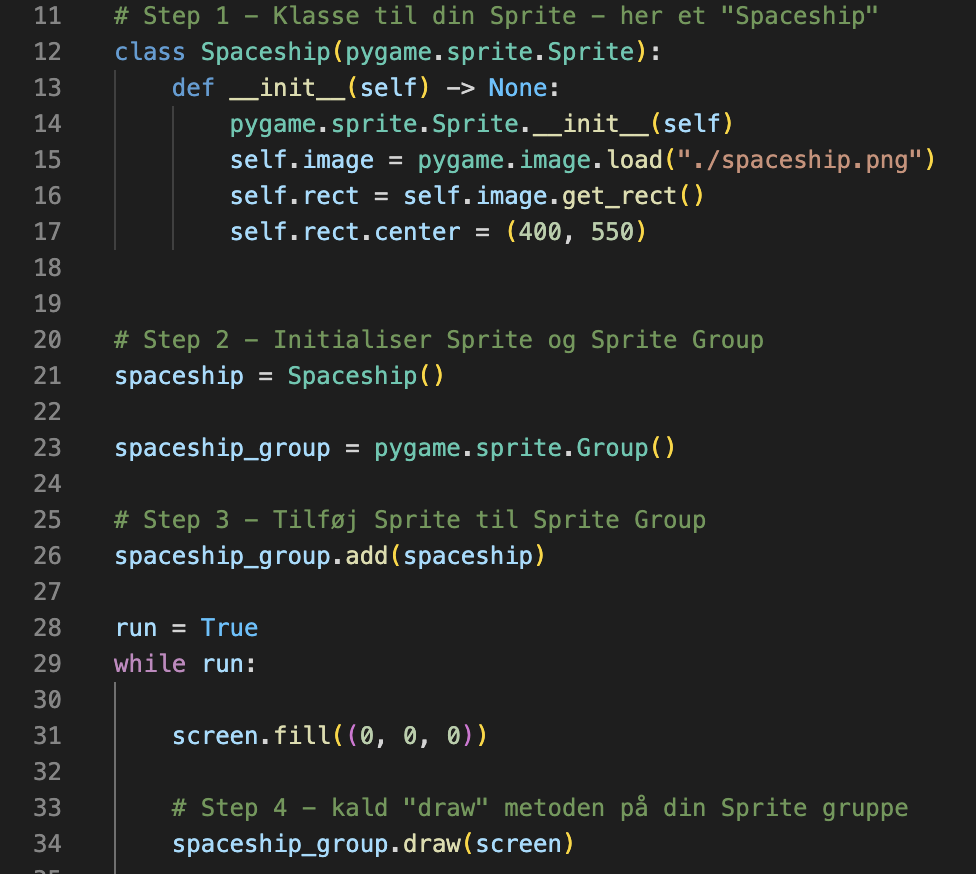 11 # Step 1 – Klasse til din Sprite – her et "Spaceship"
12 class Spaceship(pygame.sprite.Sprite):
13     def __init__(self) -> None:
14         pygame.sprite.Sprite.__init__(self)
15         self.image = pygame.image.load("./spaceship.png")
16         self.rect = self.image.get_rect()
17         self.rect.center = (400, 550)
18
19
20 # Step 2 – Initialiser Sprite og Sprite Group
21 spaceship = Spaceship()
22
23 spaceship_group = pygame.sprite.Group()
24
25 # Step 3 – Tilføj Sprite til Sprite Group
26 spaceship_group.add(spaceship)
27
28 run = True
29 while run:
30
31     screen.fill((0, 0, 0))
32
33     # Step 4 – kald "draw" metoden på din Sprite gruppe
34     spaceship_group.draw(screen)